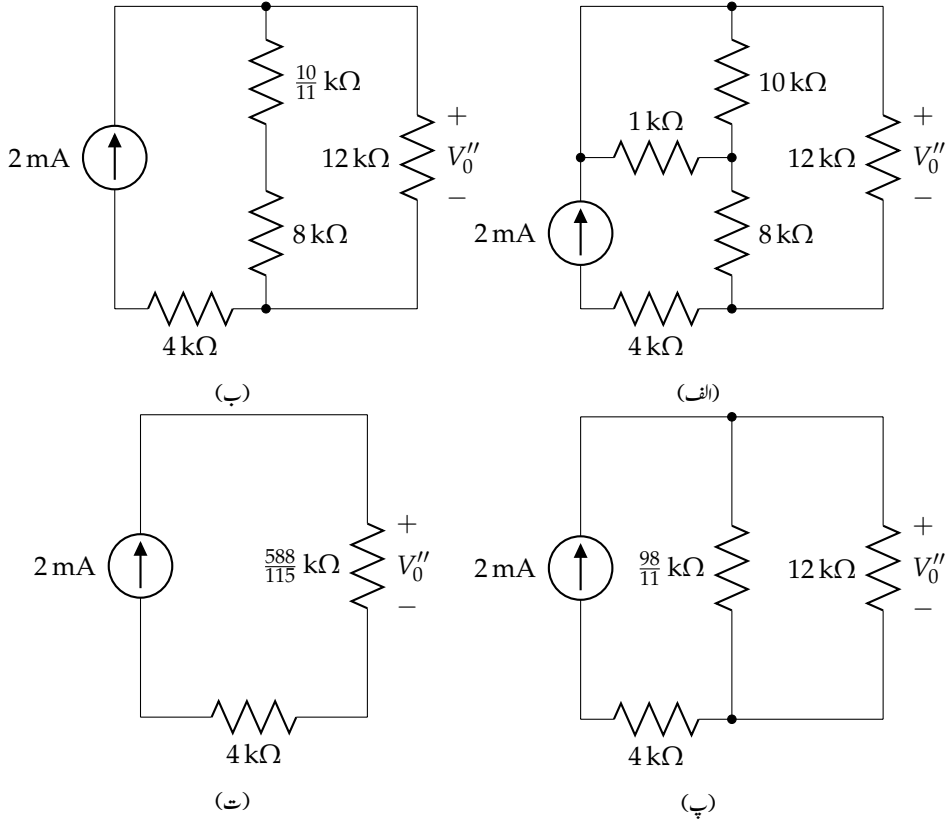 10 kΩ
1 kΩ
12 kΩ
+
V₀′′
−
2 mA
8 kΩ
4 kΩ
(الف)
10/11 kΩ
2 mA
12 kΩ
+
V₀′′
−
8 kΩ
4 kΩ
(ب)
2 mA
98/11 kΩ
12 kΩ
+
V₀′′
−
4 kΩ
(پ)
2 mA
588/115 kΩ
+
V₀′′
−
4 kΩ
(ت)